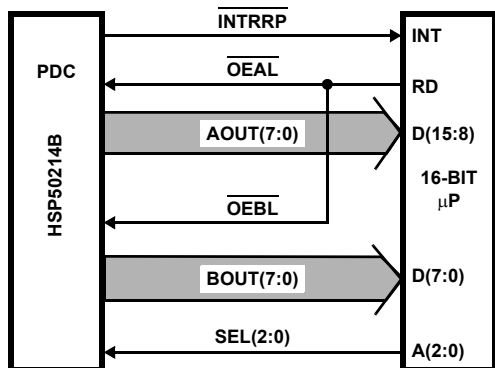 INTRRP
INT
PDC
OEAL
RD
AOUT(7:0)
D(15:8)
HSP50214B
16-BIT
µP
OEBL
BOUT(7:0)
D(7:0)
SEL(2:0)
A(2:0)